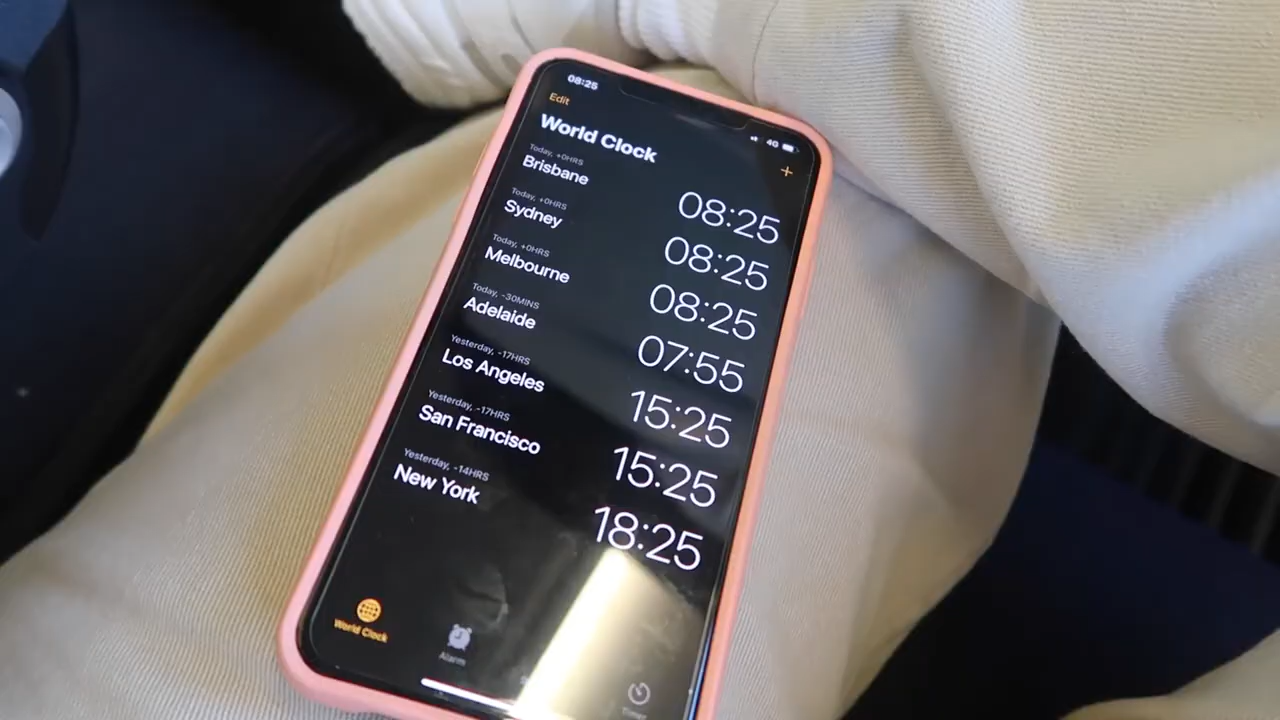 08:25
4G
Edit
+
World Clock
Today, +0HRS
Brisbane
08:25
Today, +0HRS
Sydney
08:25
Today, +0HRS
Melbourne
08:25
Today, -30MINS
Adelaide
07:55
Yesterday, -17HRS
Los Angeles
15:25
Yesterday, -17HRS
San Francisco
15:25
Yesterday, -14HRS
New York
18:25
World Clock
Alarm
Timer